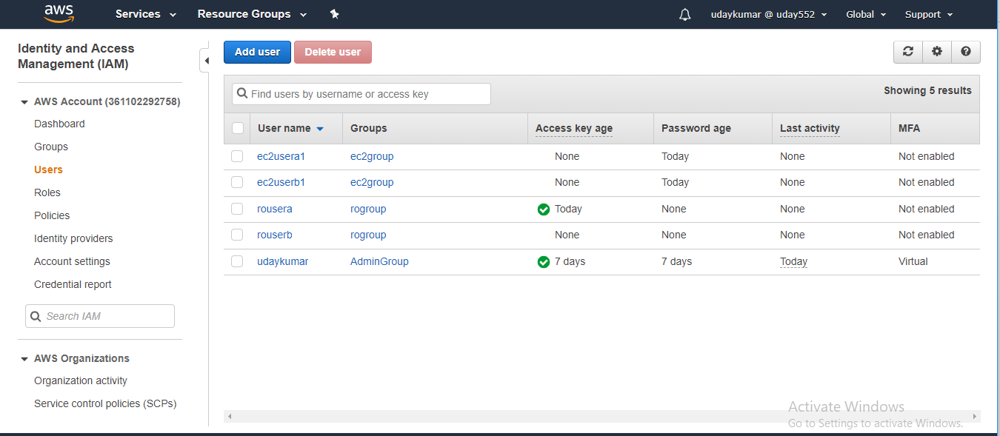 aws Services Resource Groups udaykumar @ uday552 Global Support
Identity and Access
Management (IAM)
AWS Account (361102292758)
Dashboard
Groups
Users
Roles
Policies
Identity providers
Account settings
Credential report
Search IAM
AWS Organizations
Organization activity
Service control policies (SCPs)
Add user Delete user
Find users by username or access key Showing 5 results
User name Groups Access key age Password age Last activity MFA
ec2usera1 ec2group None Today None Not enabled
ec2userb1 ec2group None Today None Not enabled
rousera rogroup Today None None Not enabled
rouserb rogroup None None None Not enabled
udaykumar AdminGroup 7 days 7 days Today Virtual
Activate Windows
Go to Settings to activate Windows.